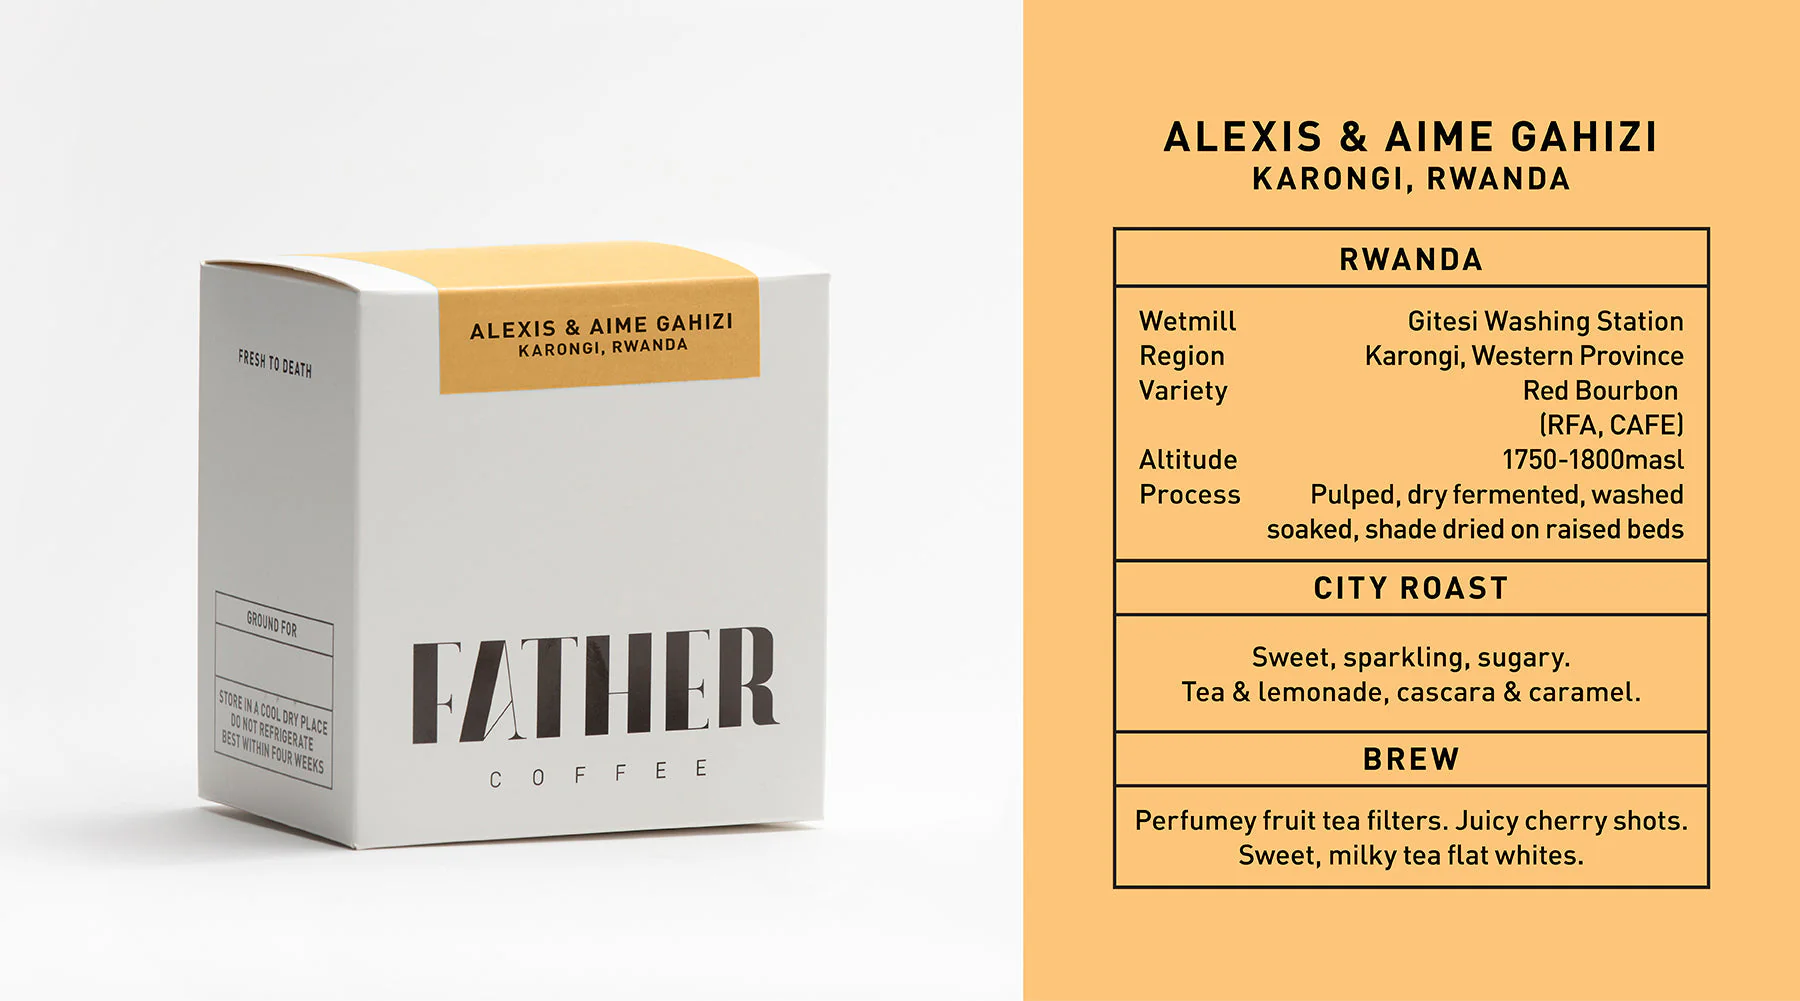 FRESH TO DEATH
GROUND FOR
STORE IN A COOL DRY PLACE
DO NOT REFRIGERATE
BEST WITHIN FOUR WEEKS
ALEXIS & AIME GAHIZI
KARONGI, RWANDA
FATHER
COFFEE
ALEXIS & AIME GAHIZI
KARONGI, RWANDA
RWANDA
Wetmill Gitesi Washing Station
Region Karongi, Western Province
Variety Red Bourbon
(RFA, CAFE)
Altitude 1750-1800masl
Process Pulped, dry fermented, washed
soaked, shade dried on raised beds
CITY ROAST
Sweet, sparkling, sugary.
Tea & lemonade, cascara & caramel.
BREW
Perfumey fruit tea filters. Juicy cherry shots.
Sweet, milky tea flat whites.